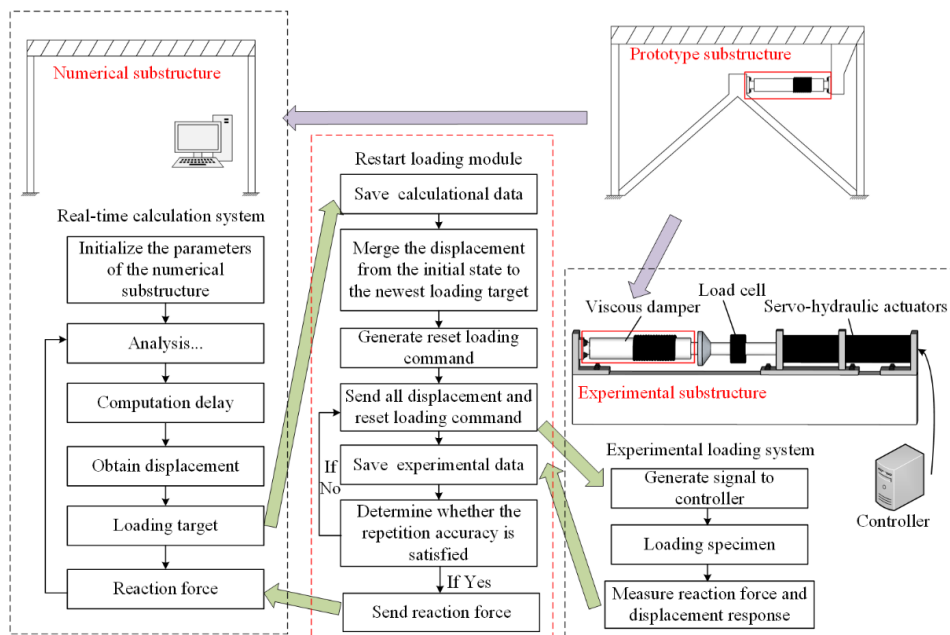 Numerical substructure
Prototype substructure
Real-time calculation system
Initialize the parameters
of the numerical
substructure
Analysis...
Computation delay
Obtain displacement
Loading target
Reaction force
Restart loading module
Save calculational data
Merge the displacement
from the initial state to
the newest loading target
Generate reset loading
command
Send all displacement and
reset loading command
If
No
Save experimental data
Determine whether the
repetition accuracy is
satisfied
If Yes
Send reaction force
Viscous damper
Load cell
Servo-hydraulic actuators
Experimental substructure
Experimental loading system
Generate signal to
controller
Loading specimen
Measure reaction force and
displacement response
Controller